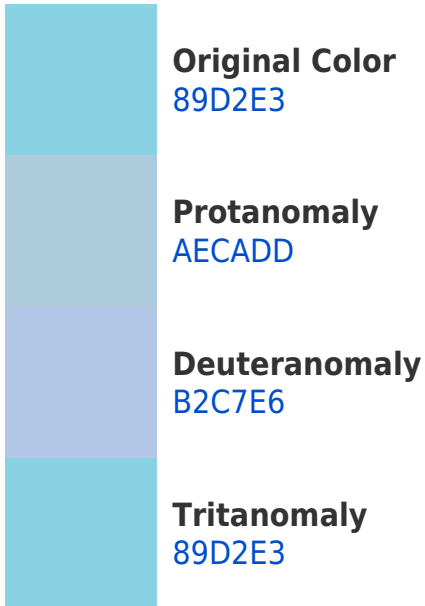 Original Color
89D2E3
Protanomaly
AECADD
Deuteranomaly
B2C7E6
Tritanomaly
89D2E3